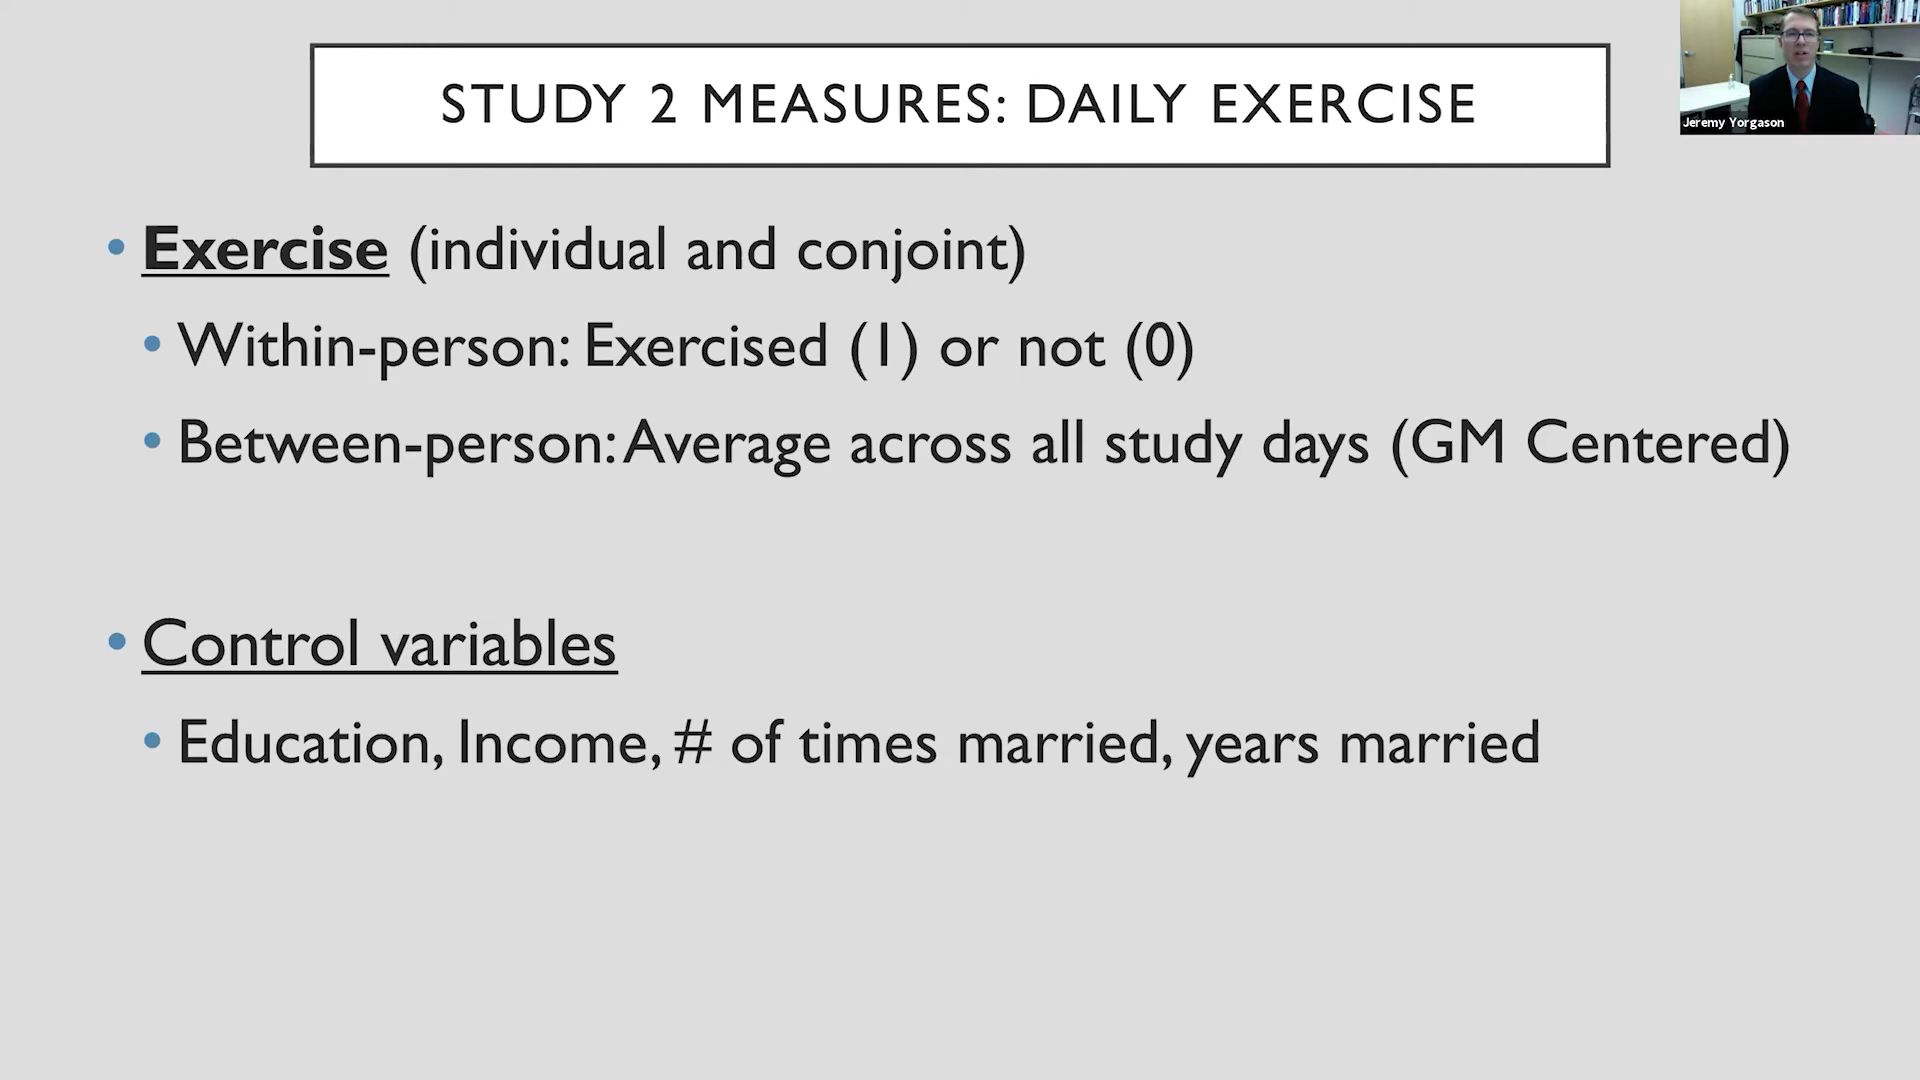 STUDY 2 MEASURES: DAILY EXERCISE
Jeremy Yorgason
• Exercise (individual and conjoint)
• Within-person: Exercised (1) or not (0)
• Between-person: Average across all study days (GM Centered)
• Control variables
• Education, Income, # of times married, years married